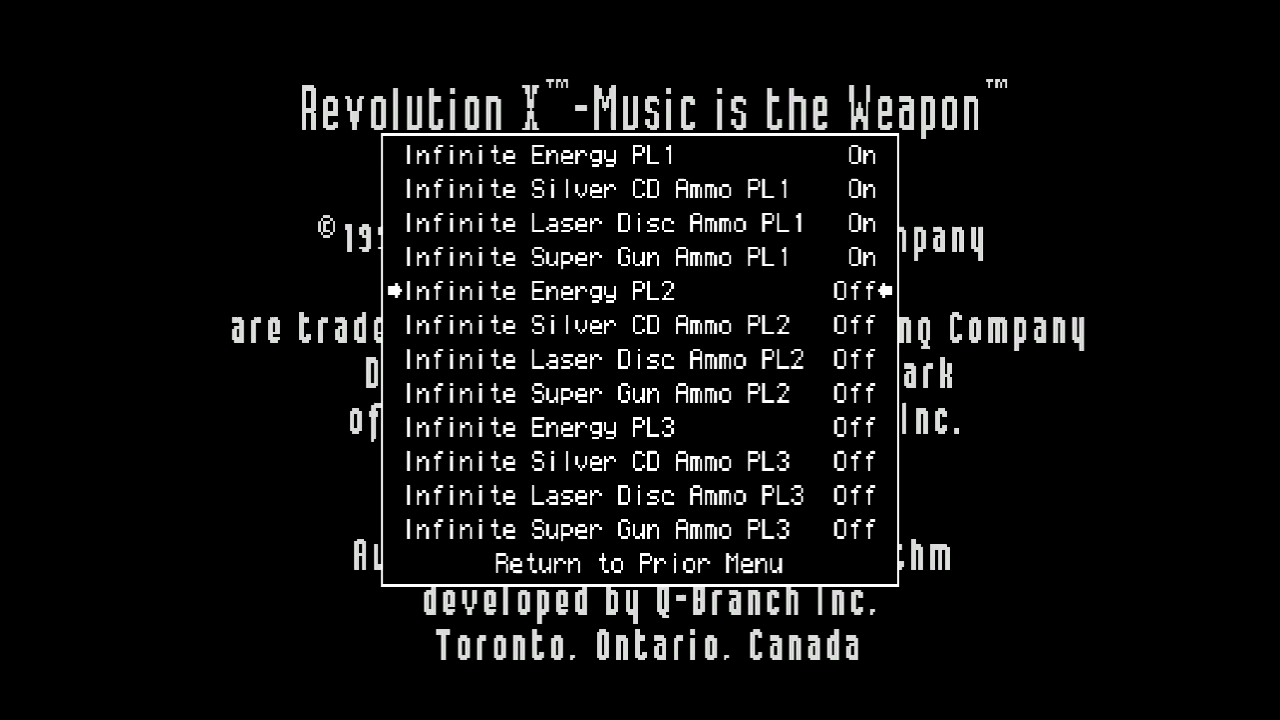 Revolution X™-Music is the Weapon™
Infinite Energy PL1 On
Infinite Silver CD Ammo PL1 On
Infinite Laser Disc Ammo PL1 On
Infinite Super Gun Ammo PL1 On
Infinite Energy PL2 Off
Infinite Silver CD Ammo PL2 Off
Infinite Laser Disc Ammo PL2 Off
Infinite Super Gun Ammo PL2 Off
Infinite Energy PL3 Off
Infinite Silver CD Ammo PL3 Off
Infinite Laser Disc Ammo PL3 Off
Infinite Super Gun Ammo PL3 Off
Return to Prior Menu
are Company
of Inc.
developed by Q-Branch Inc.
Toronto, Ontario, Canada